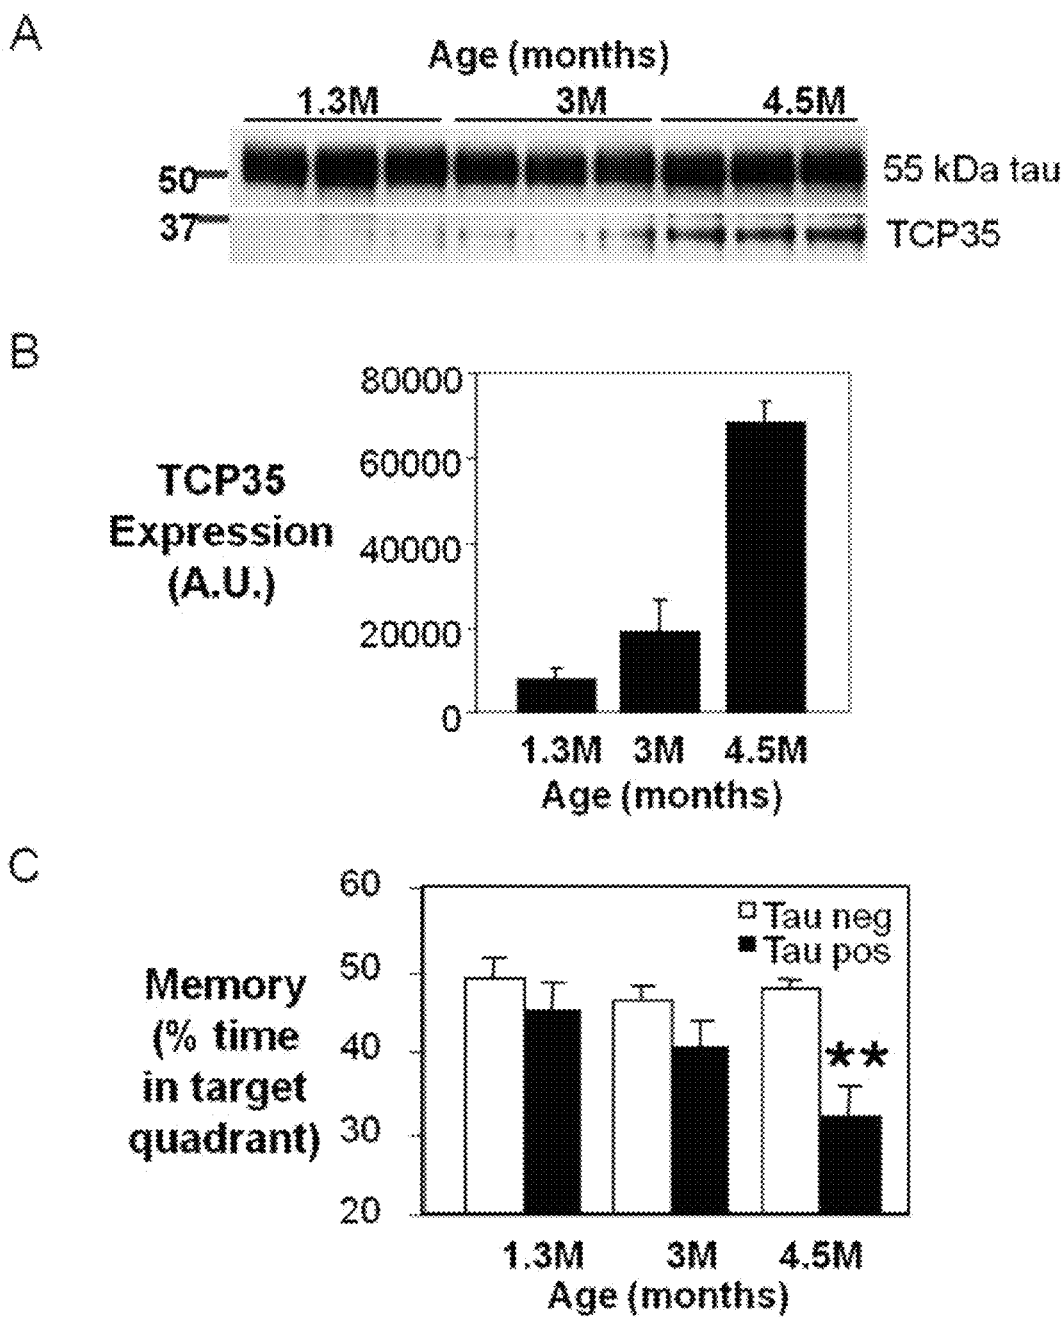 A
Age (months)
1.3M 3M 4.5M
50
55 kDa tau
37
TCP35
B
TCP35
Expression
(A.U.)
80000
60000
40000
20000
0
1.3M 3M 4.5M
Age (months)
C
Memory
(% time
in target
quadrant)
60
50
40
30
20
Tau neg
Tau pos
**
1.3M 3M 4.5M
Age (months)